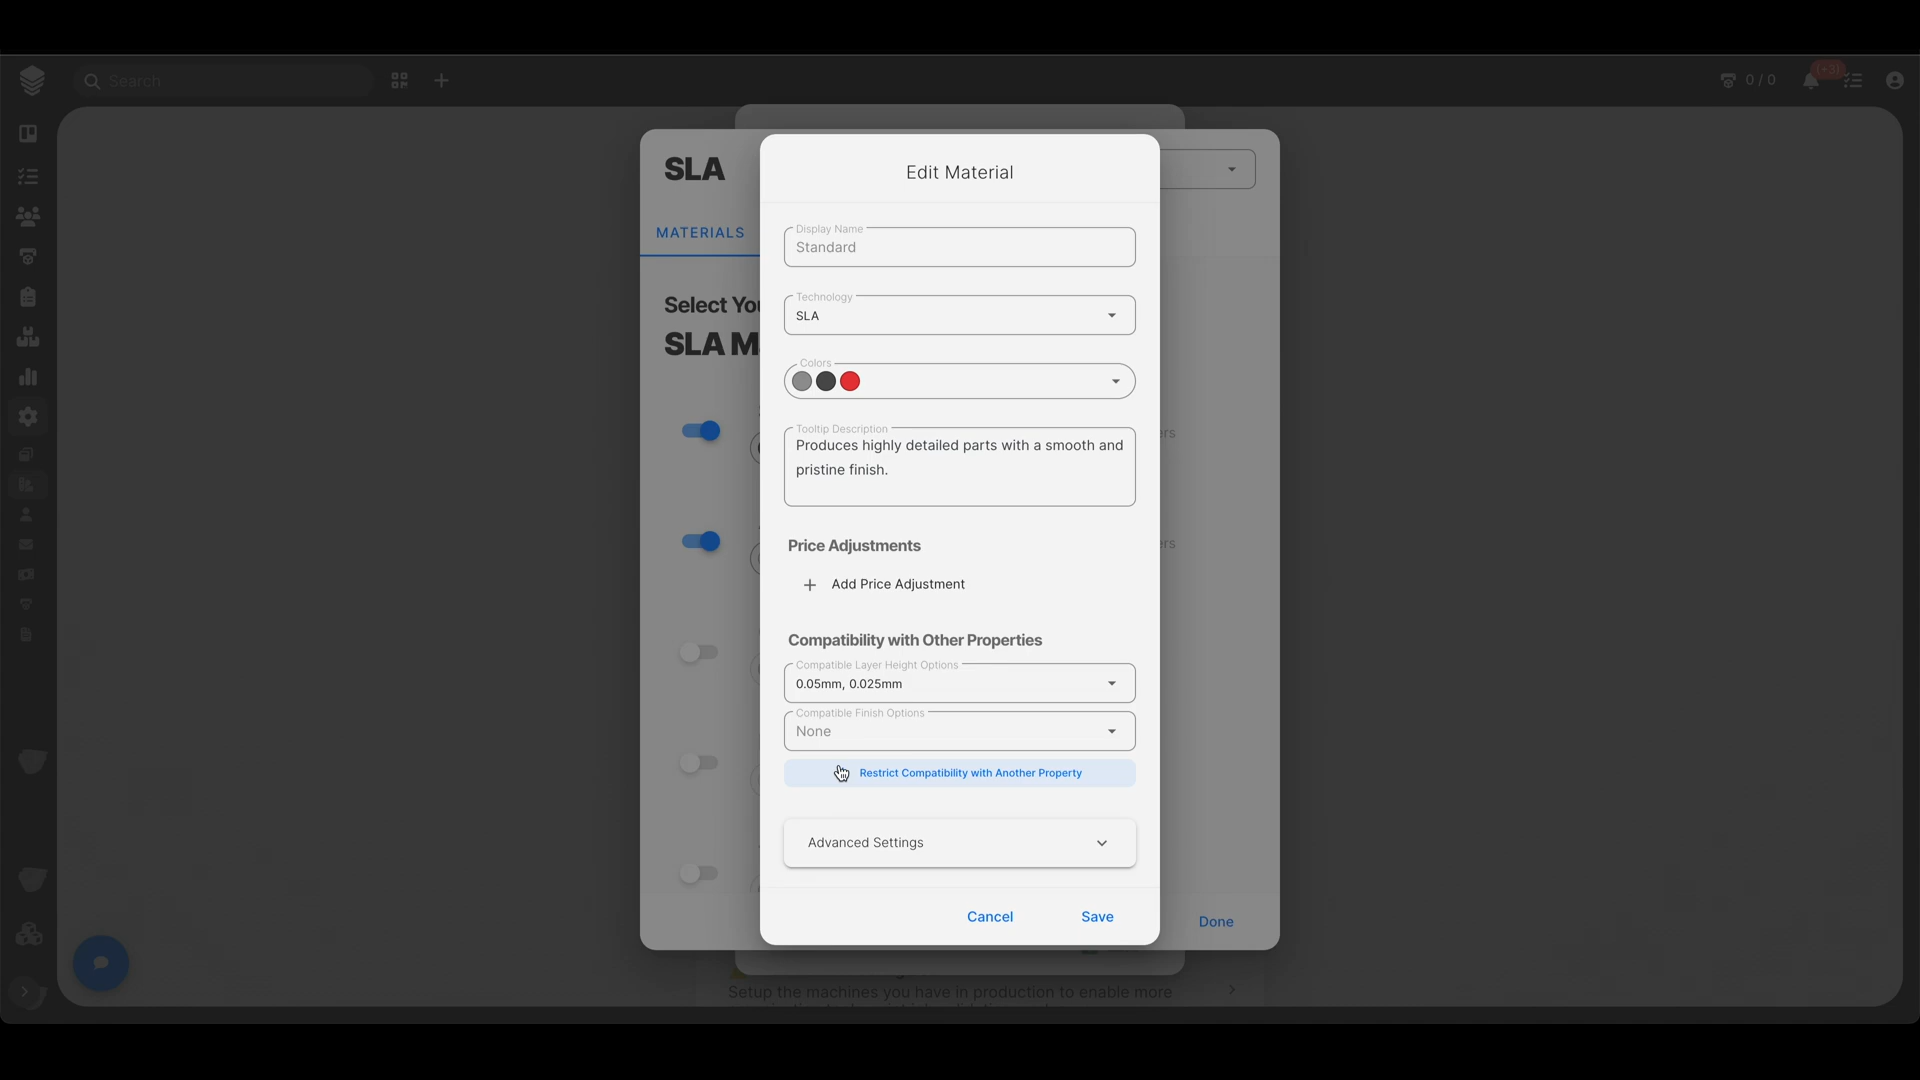 Search
0 / 0
(+3)
SLA
MATERIALS
Select You
SLA M
Edit Material
Display Name
Standard
Technology
SLA
Colors
Tooltip Description
Produces highly detailed parts with a smooth and
pristine finish.
Price Adjustments
+ Add Price Adjustment
Compatibility with Other Properties
Compatible Layer Height Options
0.05mm, 0.025mm
Compatible Finish Options
None
Restrict Compatibility with Another Property
Advanced Settings
Cancel
Save
ers
ers
Done
Setup the machines you have in production to enable more